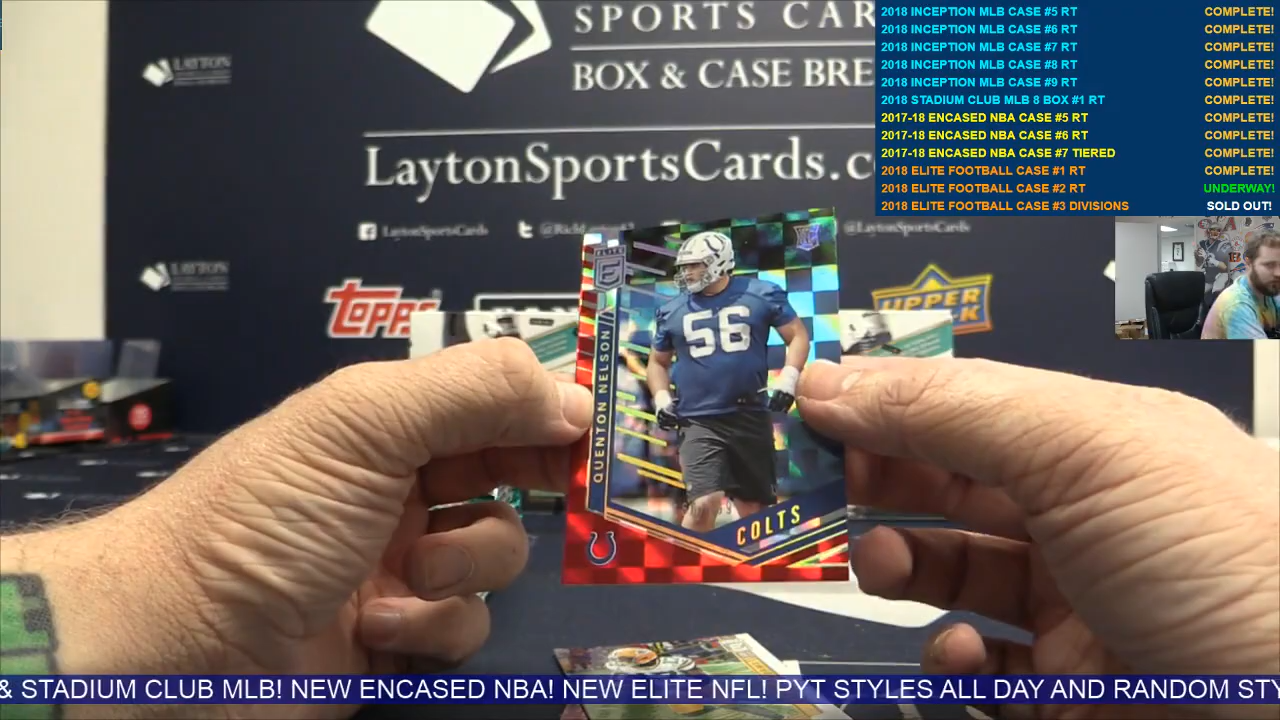 SPORTS CAR
BOX & CASE BRE
LaytonSportsCards.c
LaytonSportsCards
@LaytonSportsCards
LAYTON
LAYTON
TOPPS
UPPER
2018 INCEPTION MLB CASE #5 RT COMPLETE!
2018 INCEPTION MLB CASE #6 RT COMPLETE!
2018 INCEPTION MLB CASE #7 RT COMPLETE!
2018 INCEPTION MLB CASE #8 RT COMPLETE!
2018 INCEPTION MLB CASE #9 RT COMPLETE!
2018 STADIUM CLUB MLB 8 BOX #1 RT COMPLETE!
2017-18 ENCASED NBA CASE #5 RT COMPLETE!
2017-18 ENCASED NBA CASE #6 RT COMPLETE!
2017-18 ENCASED NBA CASE #7 TIERED COMPLETE!
2018 ELITE FOOTBALL CASE #1 RT COMPLETE!
2018 ELITE FOOTBALL CASE #2 RT UNDERWAY!
2018 ELITE FOOTBALL CASE #3 DIVISIONS SOLD OUT!
ELITE
E
RC
56
QUENTON NELSON
COLTS
& STADIUM CLUB MLB! NEW ENCASED NBA! NEW ELITE NFL! PYT STYLES ALL DAY AND RANDOM STY